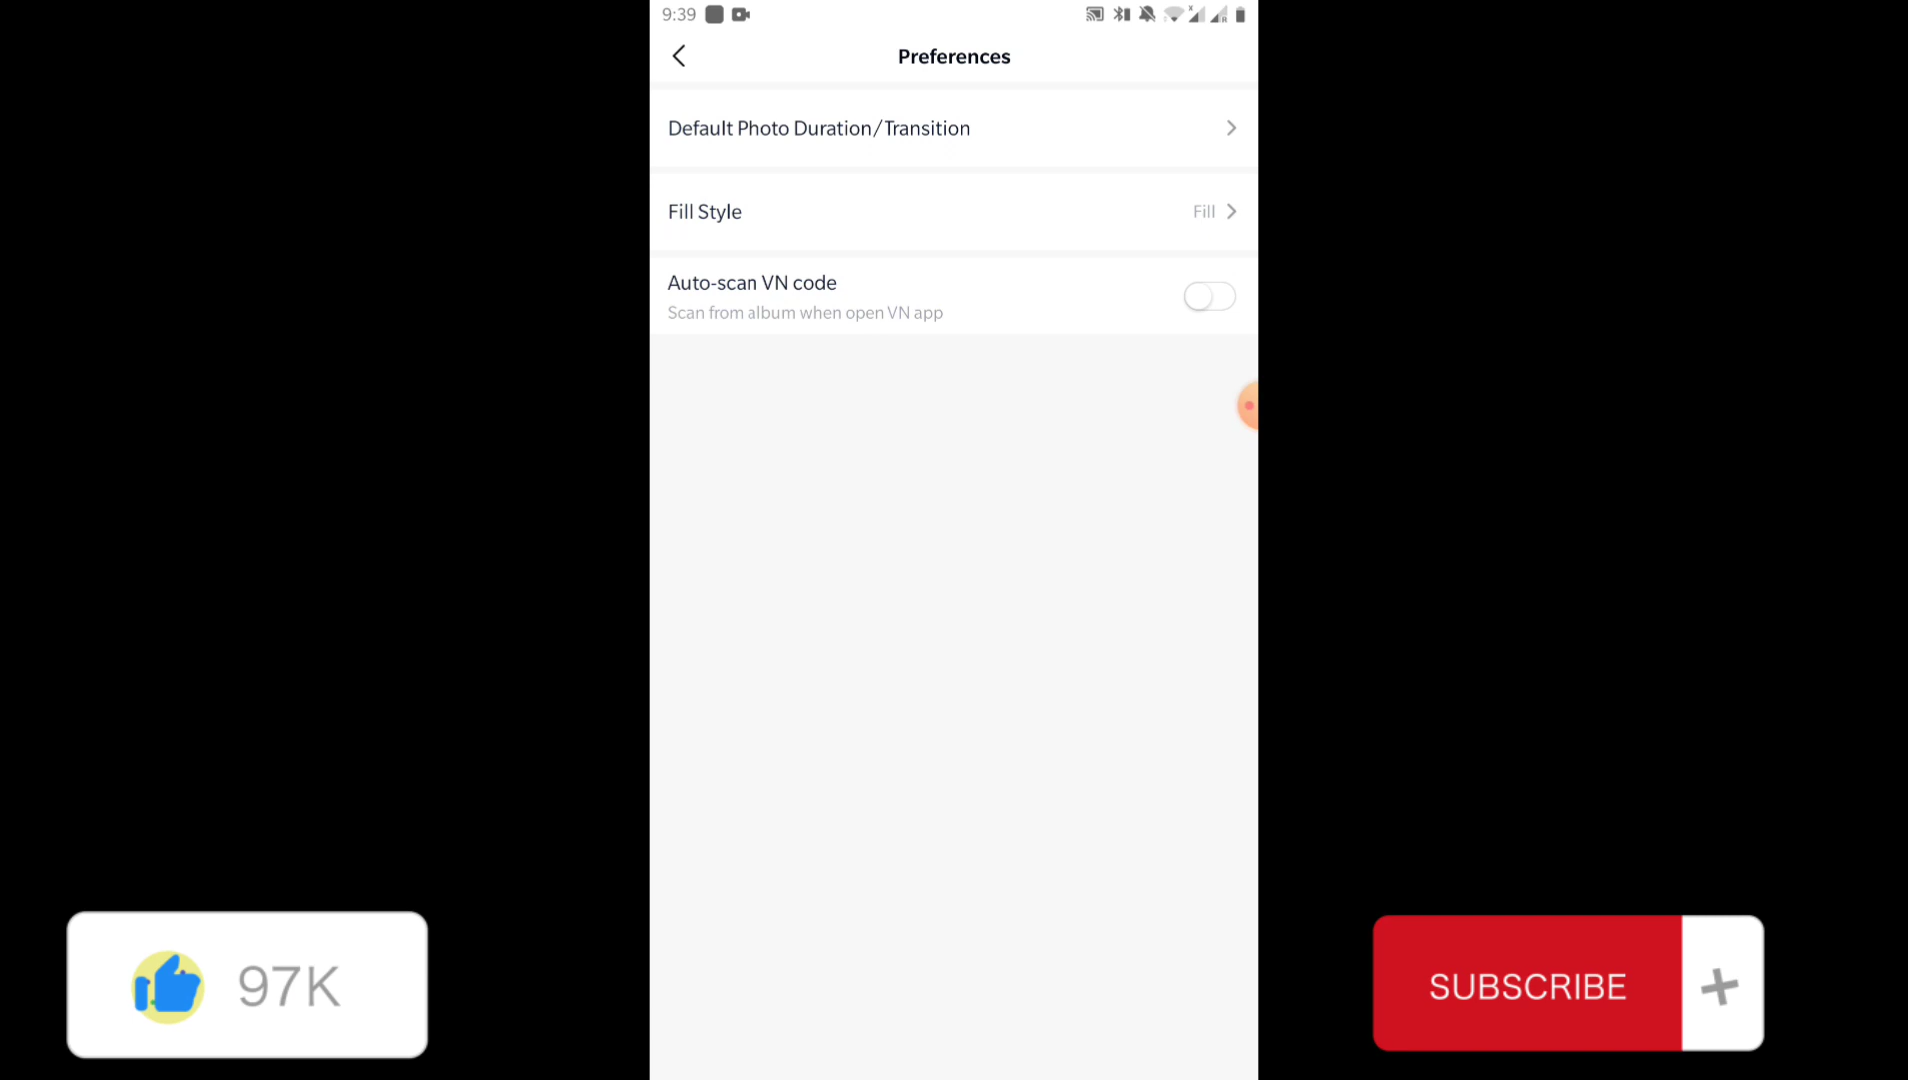 9:39
Preferences
Default Photo Duration/Transition
Fill Style
Fill
Auto-scan VN code
Scan from album when open VN app
97K
SUBSCRIBE